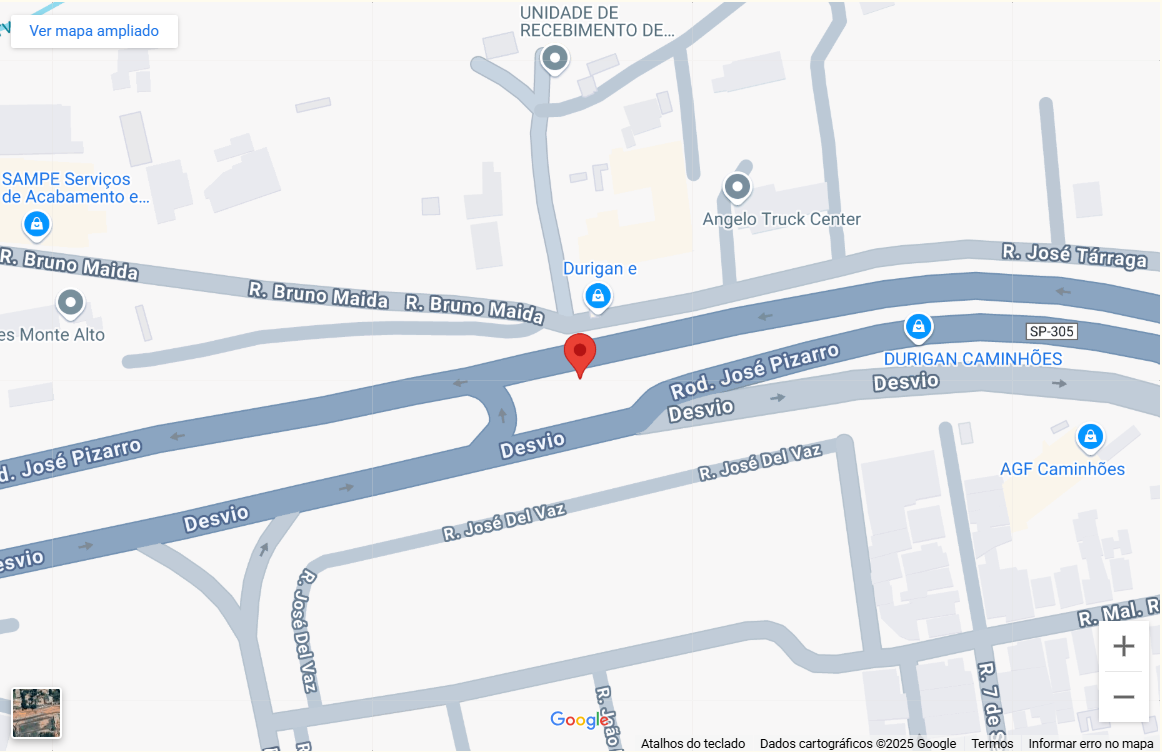 Ver mapa ampliado
UNIDADE DE
RECEBIMENTO DE...
SAMPE Serviços
de Acabamento e...
Angelo Truck Center
R. Bruno Maida
R. Bruno Maida
R. Bruno Maida
Durigan e
R. José Tárraga
es Monte Alto
SP-305
DURIGAN CAMINHÕES
Rod. José Pizarro
Desvio
Desvio
d. José Pizarro
Desvio
R. José Del Vaz
AGF Caminhões
Desvio
R. José Del Vaz
esvio
R. José Del Vaz
R. Mal. R
R. 7 de S
R. João
R
Google
Atalhos do teclado
Dados cartográficos ©2025 Google
Termos
Informar erro no mapa